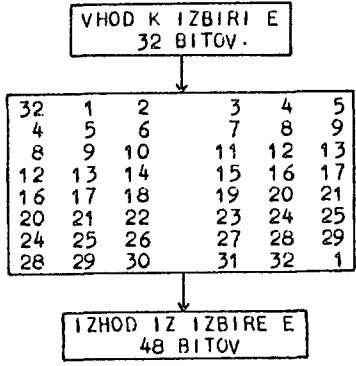 VHOD K IZBIRI E
32 BITOV.
32 1 2 3 4 5
4 5 6 7 8 9
8 9 10 11 12 13
12 13 14 15 16 17
16 17 18 19 20 21
20 21 22 23 24 25
24 25 26 27 28 29
28 29 30 31 32 1
IZHOD IZ IZBIRE E
48 BITOV